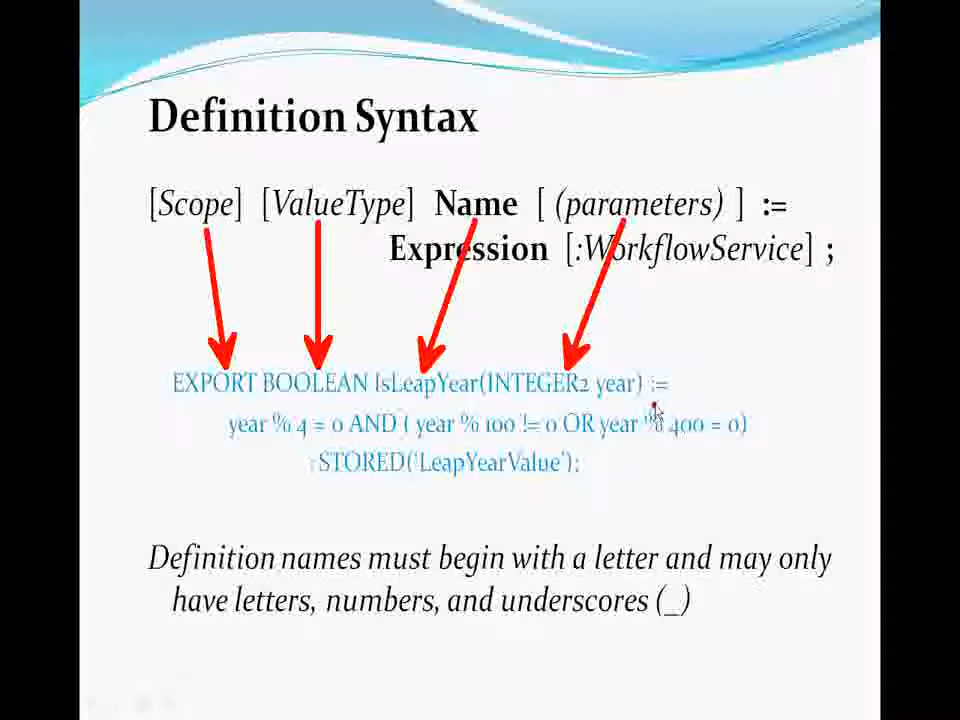 Definition Syntax
[Scope] [ValueType] Name [ (parameters) ] :=
Expression [:WorkflowService] ;
EXPORT BOOLEAN IsLeapYear(INTEGER2 year) :=
year % 4 = 0 AND ( year % 100 != 0 OR year % 400 = 0)
:STORED('LeapYearValue');
Definition names must begin with a letter and may only
have letters, numbers, and underscores (_)